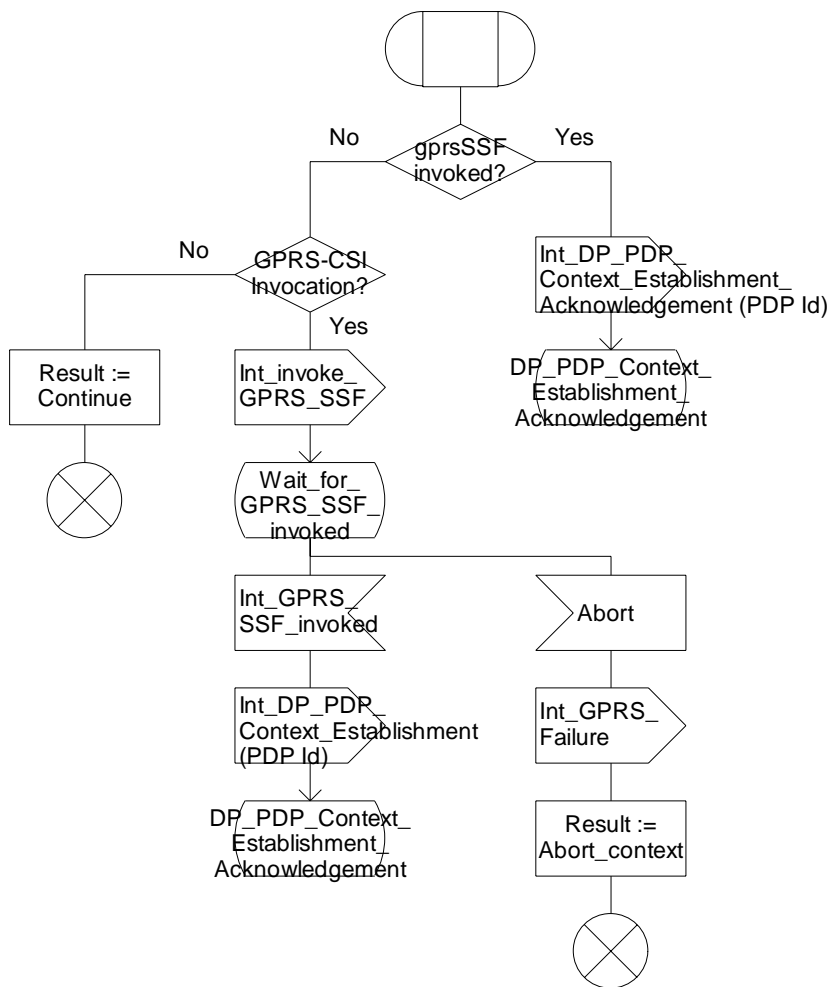 No
gprsSSF
invoked?
Yes
No
GPRS-CSI
Invocation?
Yes
Int_DP_PDP_
Context_Establishment_
Acknowledgement (PDP Id)
Result :=
Continue
Int_invoke_
GPRS_SSF
DP_PDP_Context_
Establishment_
Acknowledgement
Wait_for_
GPRS_SSF_
invoked
Int_GPRS_
SSF_invoked
Abort
Int_DP_PDP_
Context_Establishment
(PDP Id)
Int_GPRS_
Failure
DP_PDP_Context_
Establishment_
Acknowledgement
Result :=
Abort_context